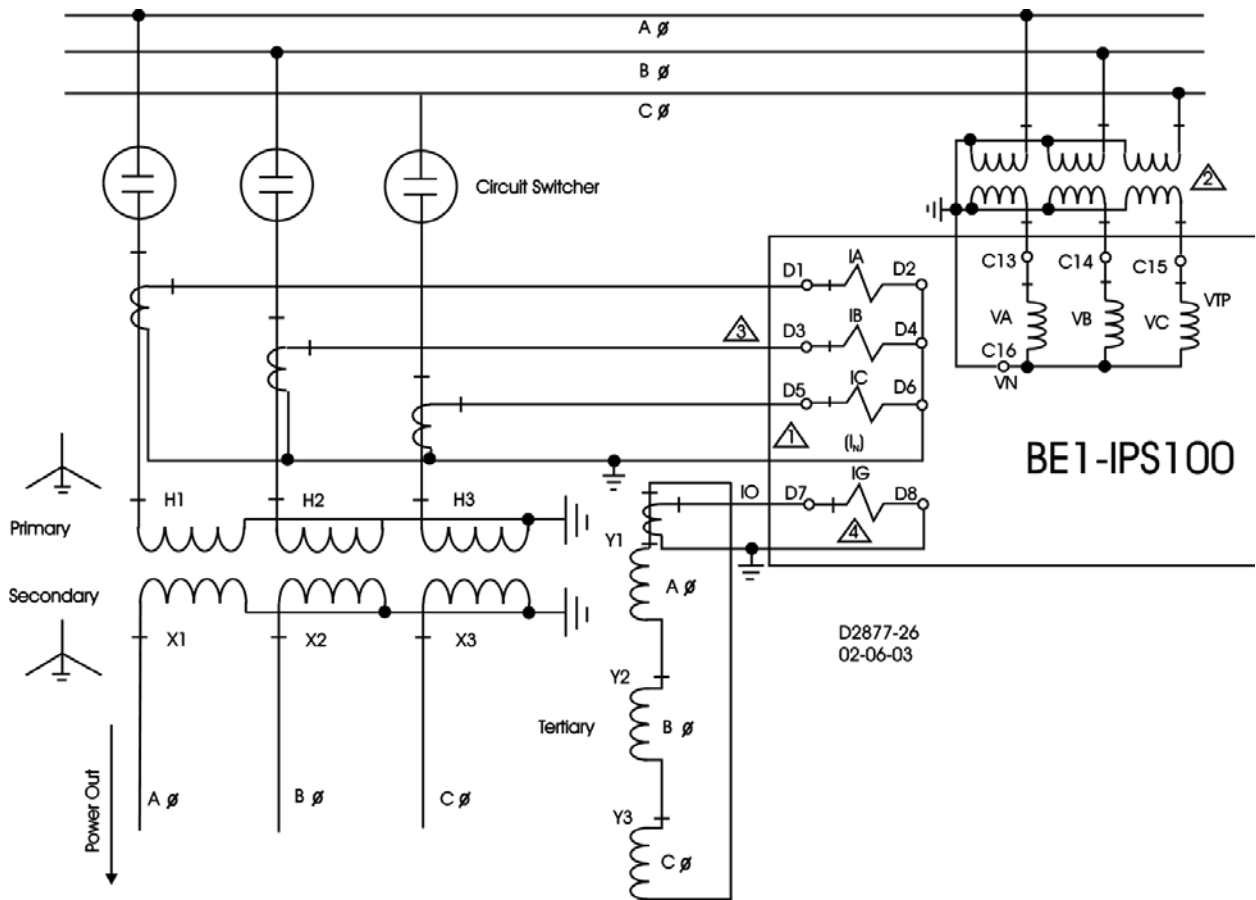 A ø
B ø
C ø
Circuit Switcher
2
C13
C14
C15
VTP
VA
VB
VC
C16
VN
D1
IA
D2
3
D3
IB
D4
D5
IC
D6
1
(IN)
BE1-IPS100
IO
D7
IG
D8
4
H1
H2
H3
Primary
Secondary
X1
X2
X3
Y1
A ø
Y2
Tertiary
B ø
Y3
C ø
D2877-26
02-06-03
Power Out
A ø
B ø
C ø